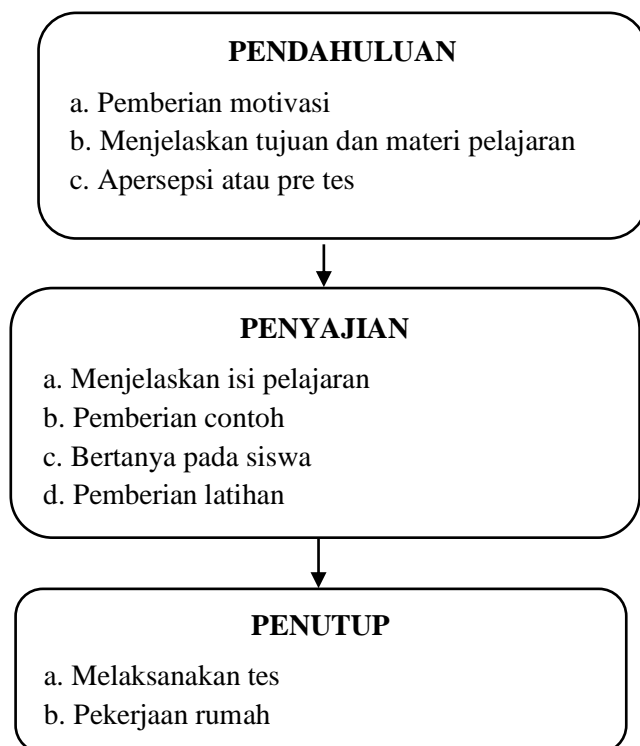 PENDAHULUAN
a. Pemberian motivasi
b. Menjelaskan tujuan dan materi pelajaran
c. Apersepsi atau pre tes
PENYAJIAN
a. Menjelaskan isi pelajaran
b. Pemberian contoh
c. Bertanya pada siswa
d. Pemberian latihan
PENUTUP
a. Melaksanakan tes
b. Pekerjaan rumah